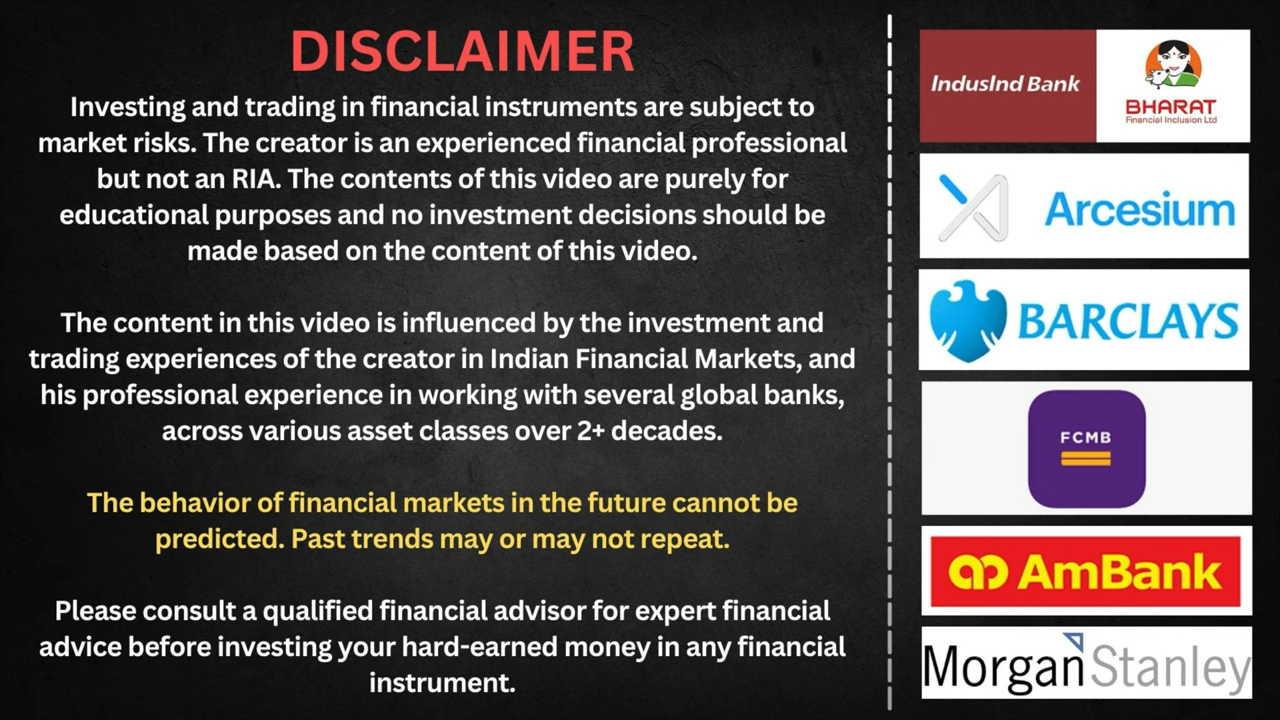 DISCLAIMER
Investing and trading in financial instruments are subject to
market risks. The creator is an experienced financial professional
but not an RIA. The contents of this video are purely for
educational purposes and no investment decisions should be
made based on the content of this video.
The content in this video is influenced by the investment and
trading experiences of the creator in Indian Financial Markets, and
his professional experience in working with several global banks,
across various asset classes over 2+ decades.
The behavior of financial markets in the future cannot be
predicted. Past trends may or may not repeat.
Please consult a qualified financial advisor for expert financial
advice before investing your hard-earned money in any financial
instrument.
IndusInd Bank
BHARAT
Financial Inclusion Ltd
Arcesium
BARCLAYS
FCMB
AmBank
Morgan Stanley